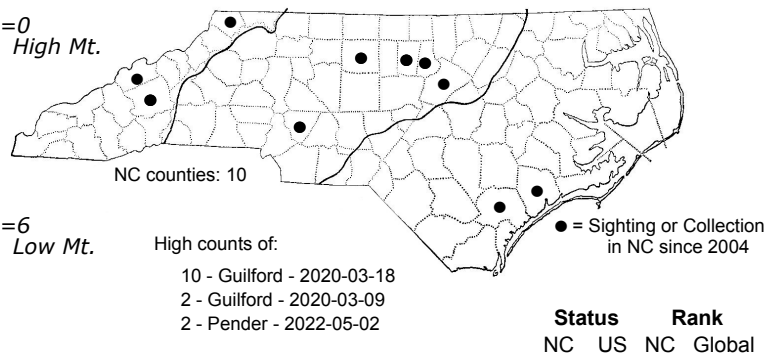 =0
High Mt.
NC counties: 10
=6
Low Mt.
High counts of:
10 - Guilford - 2020-03-18
2 - Guilford - 2020-03-09
2 - Pender - 2022-05-02
● = Sighting or Collection
in NC since 2004
Status Rank
NC US NC Global